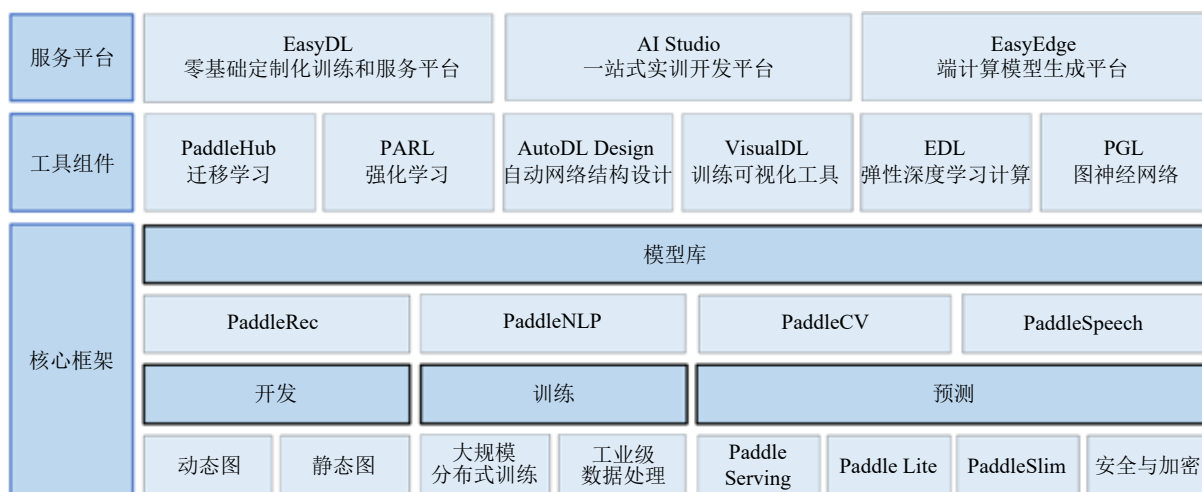 服务平台
EasyDL
零基础定制化训练和服务平台
AI Studio
一站式实训开发平台
EasyEdge
端计算模型生成平台
工具组件
PaddleHub
迁移学习
PARL
强化学习
AutoDL Design
自动网络结构设计
VisualDL
训练可视化工具
EDL
弹性深度学习计算
PGL
图神经网络
核心框架
模型库
PaddleRec
PaddleNLP
PaddleCV
PaddleSpeech
开发
训练
预测
动态图
静态图
大规模
分布式训练
工业级
数据处理
Paddle
Serving
Paddle Lite
PaddleSlim
安全与加密